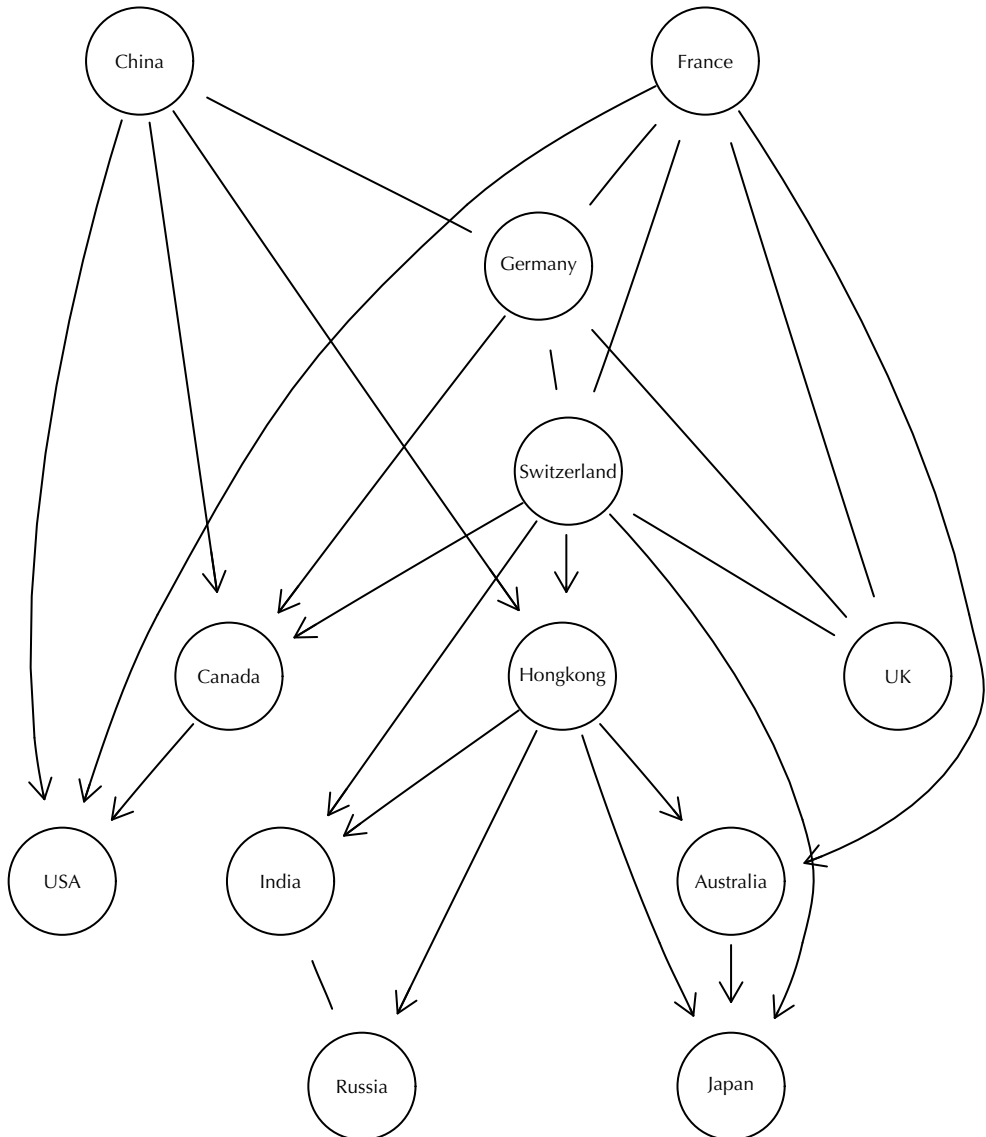 China
France
Germany
Switzerland
Canada
Hongkong
UK
USA
India
Australia
Russia
Japan